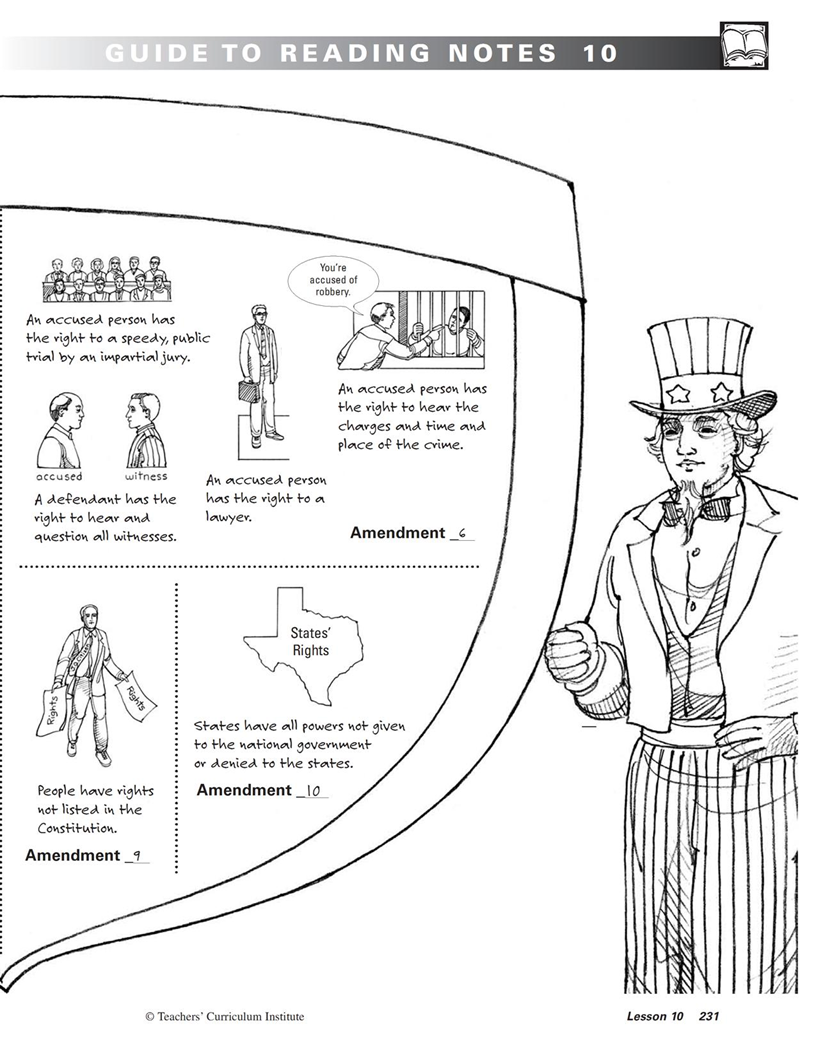 GUIDE TO READING NOTES 10
You're
accused of
robbery.
An accused person has
the right to a speedy, public
trial by an impartial jury.
An accused person has
the right to hear the
charges and time and
place of the crime.
accused
witness
A defendant has the
right to hear and
question all witnesses.
An accused person
has the right to a
lawyer.
Amendment 6
Rights
Rights
People have rights
not listed in the
Constitution.
Amendment 9
States'
Rights
States have all powers not given
to the national government
or denied to the states.
Amendment 10
© Teachers' Curriculum Institute
Lesson 10 231